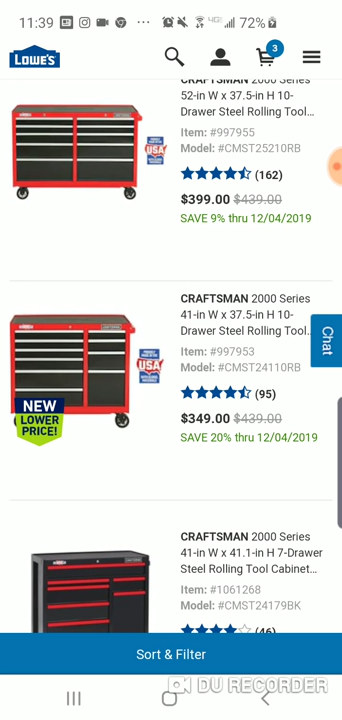 11:39
72%
LOWE'S
3
CRAFTSMAN 2000 Series
52-in W x 37.5-in H 10-
Drawer Steel Rolling Tool...
Item: #997955
Model: #CMST25210RB
(162)
$399.00 $439.00
SAVE 9% thru 12/04/2019
USA
CRAFTSMAN 2000 Series
41-in W x 37.5-in H 10-
Drawer Steel Rolling Tool...
Item: #997953
Model: #CMST24110RB
(95)
$349.00 $439.00
SAVE 20% thru 12/04/2019
USA
NEW
LOWER
PRICE!
Chat
CRAFTSMAN 2000 Series
41-in W x 41.1-in H 7-Drawer
Steel Rolling Tool Cabinet...
Item: #1061268
Model: #CMST24179BK
(46)
Sort & Filter
DU RECORDER